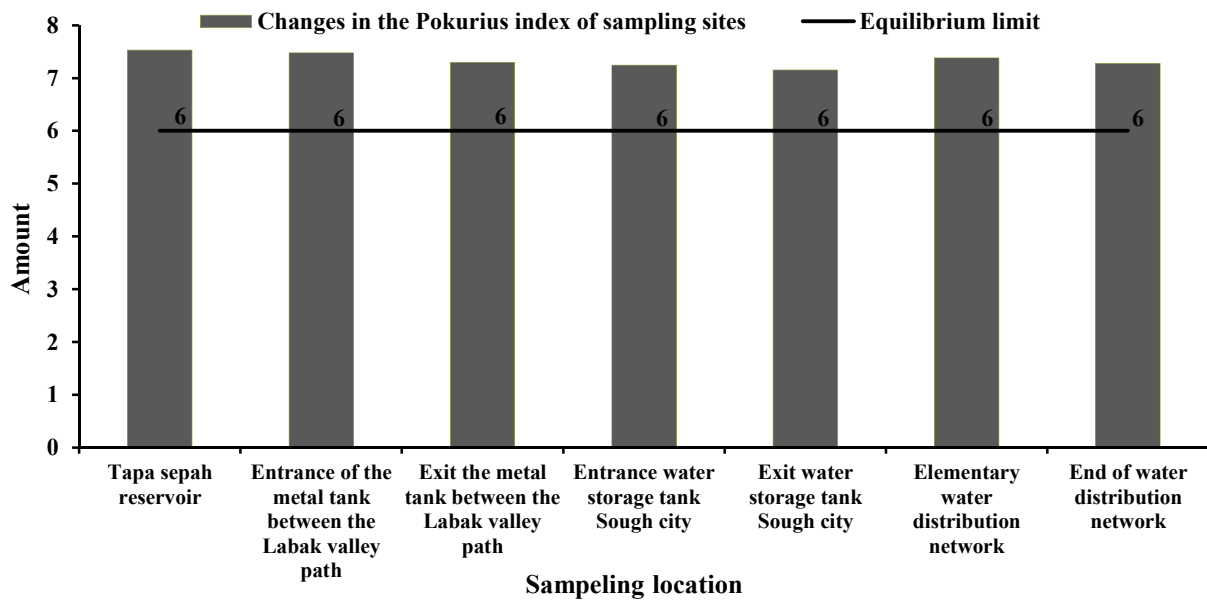 Changes in the Pokurius index of sampling sites
Equilibrium limit
8
7
6
5
4
3
2
1
0
Amount
6 6 6 6 6 6 6
Tapa sepah
reservoir
Entrance of the
metal tank
between the
Labak valley
path
Exit the metal
tank between the
Labak valley
path
Entrance water
storage tank
Sough city
Exit water
storage tank
Sough city
Elementary
water
distribution
network
End of water
distribution
network
Sampeling location